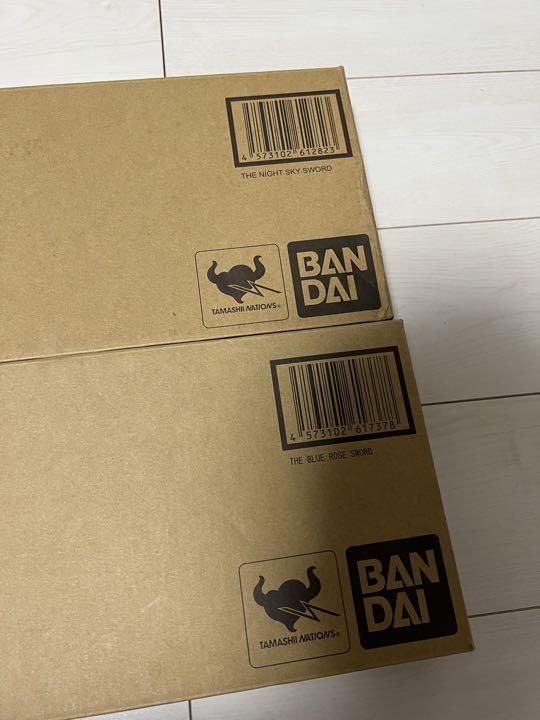 4 573102 612823
THE NIGHT SKY SWORD
TAMASHII NATIONS®
BAN
DAI
4 573102 617378
THE BLUE ROSE SWORD
TAMASHII NATIONS®
BAN
DAI